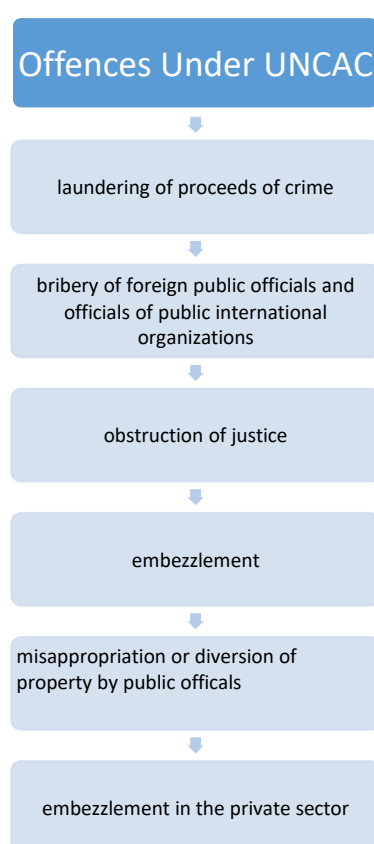 Offences Under UNCAC
laundering of proceeds of crime
bribery of foreign public officials and
officials of public international
organizations
obstruction of justice
embezzlement
misappropriation or diversion of
property by public officals
embezzlement in the private sector